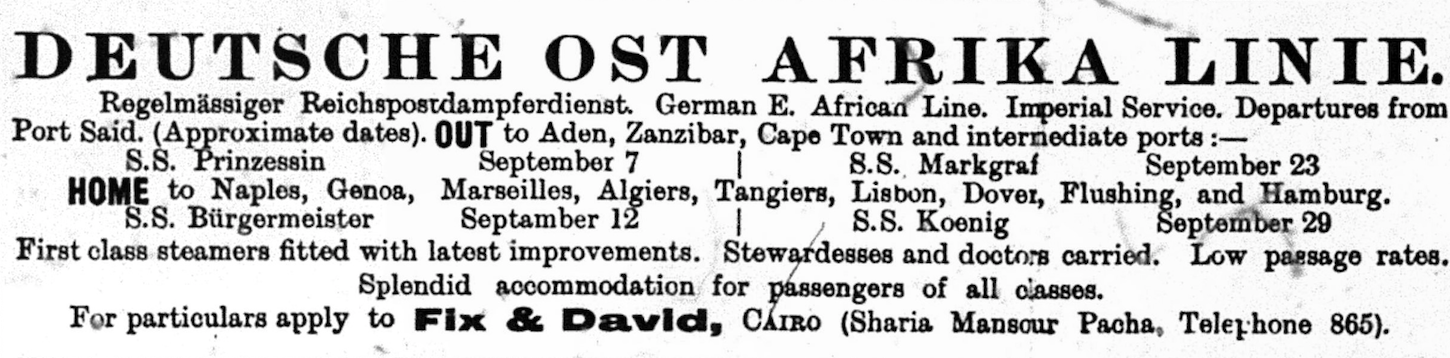 DEUTSCHE OST AFRIKA LINIE.
Regelmässiger Reichspostdampferdienst. German E. African Line. Imperial Service. Departures from
Port Said. (Approximate dates). OUT to Aden, Zanzibar, Cape Town and intermediate ports :—
S.S. Prinzessin September 7 | S.S. Markgraf September 23
HOME to Naples, Genoa, Marseilles, Algiers, Tangiers, Lisbon, Dover, Flushing, and Hamburg.
S.S. Bürgermeister Septamber 12 | S.S. Koenig September 29
First class steamers fitted with latest improvements. Stewardesses and doctors carried. Low passage rates.
Splendid accommodation for passengers of all classes.
For particulars apply to Fix & David, CAIRO (Sharia Mansour Pacha, Telephone 865).